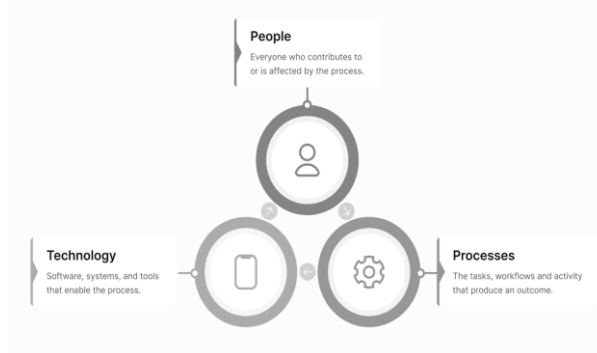 People
Everyone who contributes to
or is affected by the process.
Technology
Software, systems, and tools
that enable the process.
Processes
The tasks, workflows and activity
that produce an outcome.